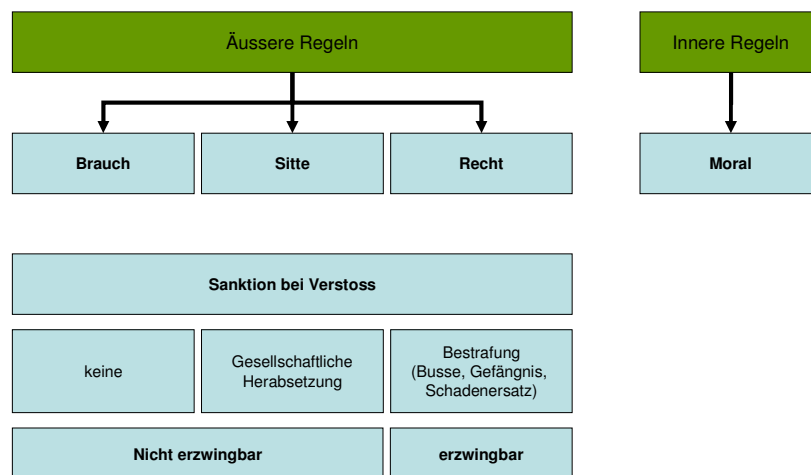 Äussere Regeln
Innere Regeln
Brauch
Sitte
Recht
Moral
Sanktion bei Verstoss
keine
Gesellschaftliche
Herabsetzung
Bestrafung
(Busse, Gefängnis,
Schadenersatz)
Nicht erzwingbar
erzwingbar